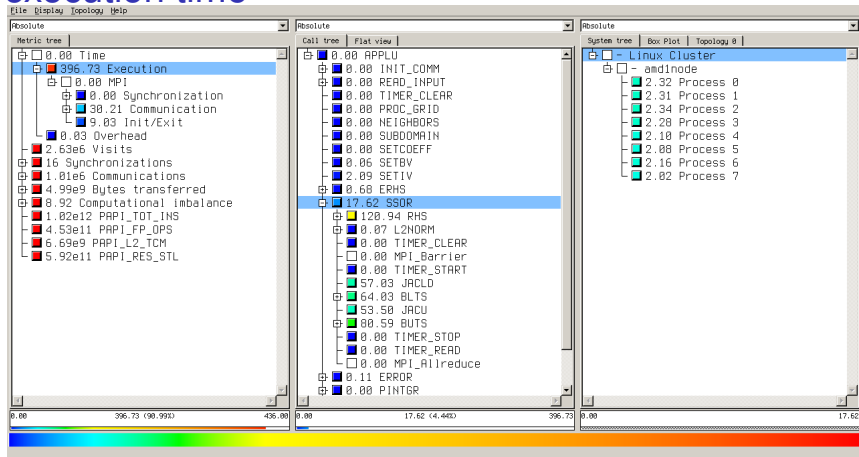 execution time
File Display Topology Help
Absolute
Metric tree
0.00 Time
396.73 Execution
0.00 MPI
0.00 Synchronization
30.21 Communication
9.03 Init/Exit
0.03 Overhead
2.63e6 Visits
16 Synchronizations
1.01e6 Communications
4.99e9 Bytes transferred
8.92 Computational imbalance
1.02e12 PAPI_TOT_INS
4.53e11 PAPI_FP_OPS
6.69e9 PAPI_L2_TCM
5.92e11 PAPI_RES_STL
0.00 396.73 (90.99%) 436.00
Absolute
Call tree Flat view
0.00 APPLU
0.00 INIT_COMM
0.00 READ_INPUT
0.00 TIMER_CLEAR
0.00 PROC_GRID
0.00 NEIGHBORS
0.00 SUBDOMAIN
0.00 SETCOEFF
0.06 SETBV
2.09 SETIV
0.68 ERHS
17.62 SSOR
120.94 RHS
0.07 L2NORM
0.00 TIMER_CLEAR
0.00 MPI_Barrier
0.00 TIMER_START
57.03 JACLD
64.03 BLTS
53.50 JACU
80.59 BUTS
0.00 TIMER_STOP
0.00 TIMER_READ
0.00 MPI_Allreduce
0.11 ERROR
0.00 PINTGR
0.00 17.62 (4.44%) 396.73
Absolute
System tree Box Plot Topology 0
- Linux Cluster
- amd1node
2.32 Process 0
2.31 Process 1
2.34 Process 2
2.28 Process 3
2.10 Process 4
2.08 Process 5
2.16 Process 6
2.02 Process 7
0.00 17.62